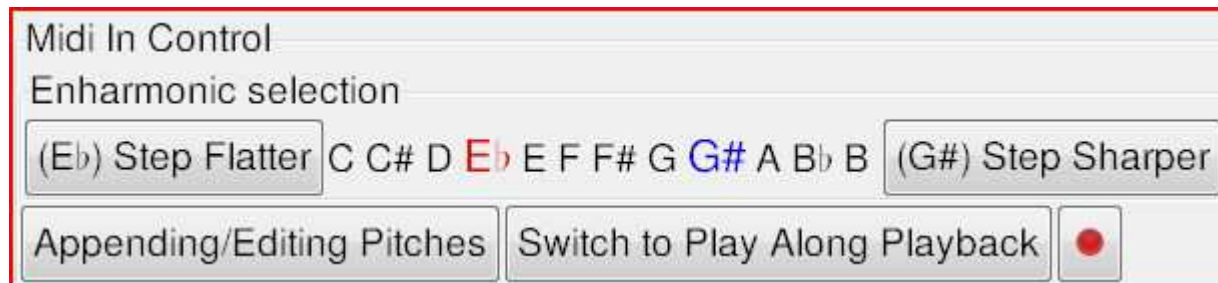 Midi In Control
Enharmonic selection
(E♭) Step Flatter C C# D E♭ E F F# G G# A B♭ B (G#) Step Sharper
Appending/Editing Pitches Switch to Play Along Playback